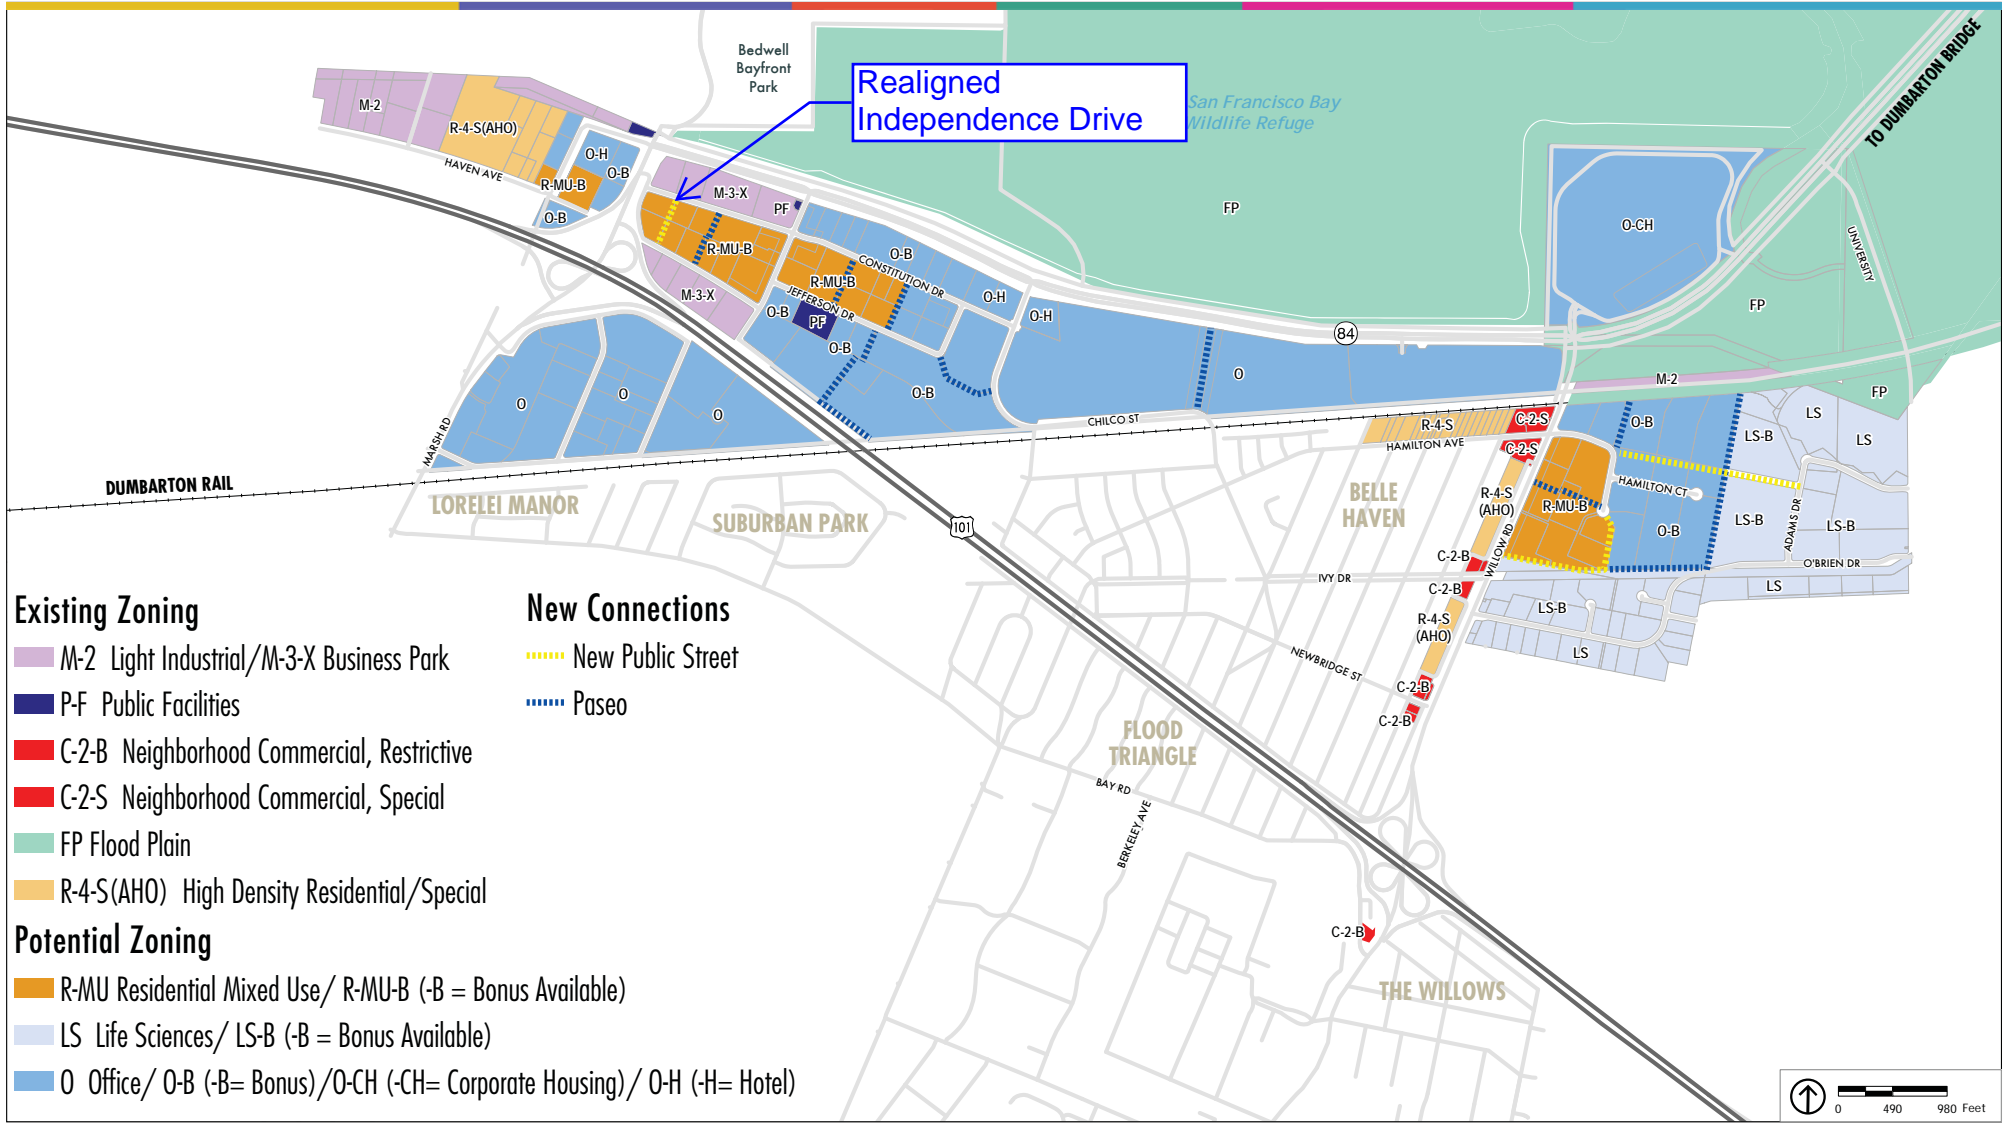 Bedwell
Bayfront
Park
Realigned
Independence Drive
San Francisco Bay
Wildlife Refuge
TO DUMBARTON BRIDGE
M-2
R-4-S(AHO)
HAVEN AVE
O-H
O-B
R-MU-B
O-B
M-3-X
PF
R-MU-B
M-3-X
FP
O-CH
UNIVERSITY
FP
O-B
CONSTITUTION DR
R-MU-B
JEFFERSON DR
O-B
PF
O-B
O-H
O-H
84
O
O-B
O
O
O
MARSH RD
CHILCO ST
M-2
FP
R-4-S
C-2-S
HAMILTON AVE
C-2-S
O-B
LS-B
LS
LS
DUMBARTON RAIL
LORELEI MANOR
SUBURBAN PARK
101
BELLE
HAVEN
R-4-S
(AHO)
R-MU-B
WILLOW RD
HAMILTON CT
O-B
LS-B
ADAMS DR
LS-B
O'BRIEN DR
LS
C-2-B
IVY DR
C-2-B
R-4-S
(AHO)
LS-B
LS
NEWBRIDGE ST
C-2-B
C-2-B
FLOOD
TRIANGLE
BAY RD
BERKELEY AVE
C-2-B
THE WILLOWS
Existing Zoning
M-2 Light Industrial/M-3-X Business Park
P-F Public Facilities
C-2-B Neighborhood Commercial, Restrictive
C-2-S Neighborhood Commercial, Special
FP Flood Plain
R-4-S(AHO) High Density Residential/Special
Potential Zoning
R-MU Residential Mixed Use/ R-MU-B (-B = Bonus Available)
LS Life Sciences/ LS-B (-B = Bonus Available)
O Office/ O-B (-B= Bonus)/O-CH (-CH= Corporate Housing)/ O-H (-H= Hotel)
New Connections
New Public Street
Paseo
0 490 980 Feet